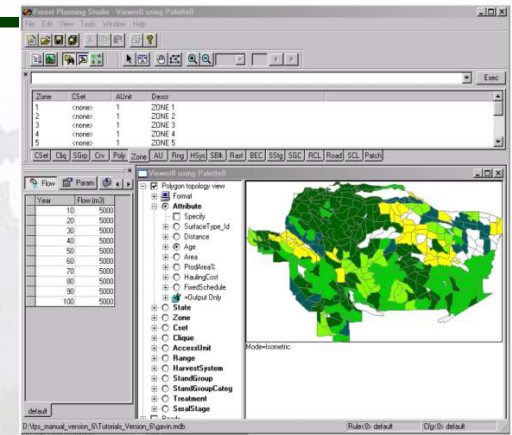 Forest Planning Studio - Viewer0 using Palette0
File Edit View Tools Window Help
Exec
Zone CSet AUnit Descr
1 <none> 1 ZONE 1
2 <none> 1 ZONE 2
3 <none> 1 ZONE 3
4 <none> 1 ZONE 4
5 <none> 1 ZONE 5
CSet Cliq SGrp Crv Poly Zone AU Rng HSys SBlk Rast BEC SStg SGC RCL Road SCL Patch
Flow Param
Year Flow (m3)
10 5000
20 5000
30 5000
40 5000
50 5000
60 5000
70 5000
80 5000
90 5000
100 5000
default
Viewer0 using Palette0
Polygon topology view
Format
Attribute
Specify
SurfaceType_Id
Distance
Age
Area
ProdArea%
HaulingCost
FixedSchedule
*Output Only
State
Zone
Cset
Clique
AccessUnit
Range
HarvestSystem
StandGroup
StandGroupCateg
Treatment
SeralStage
Roads
Mode=Isometric
D:\fps_manual_version_6\Tutorials_Version_6\gavin.mdb
Rule:0> default
Cfg:0> default